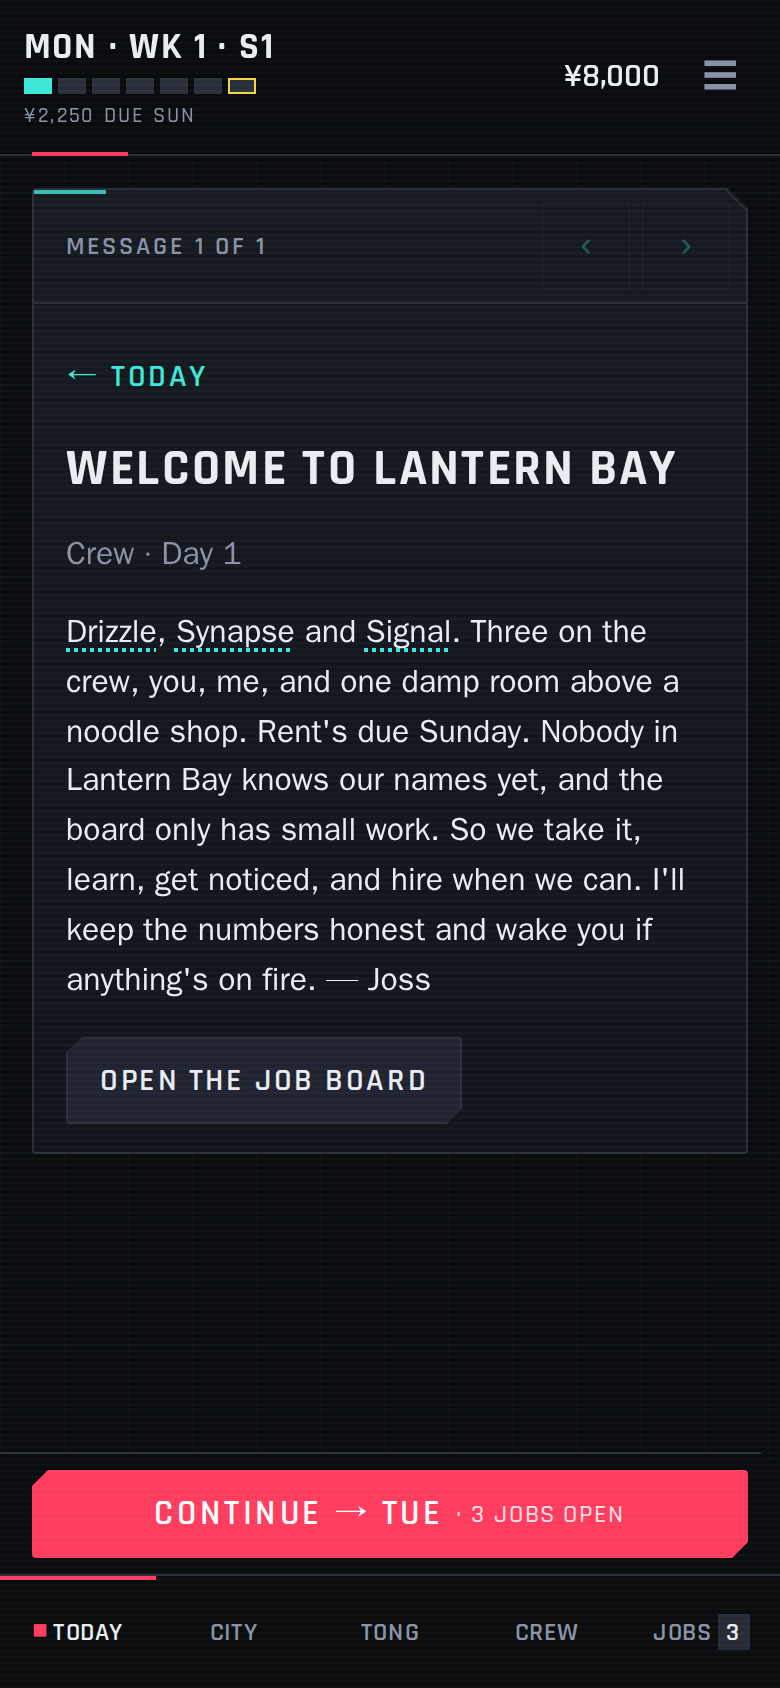 MON · WK 1 · S1
¥2,250 DUE SUN
¥8,000
MESSAGE 1 OF 1
‹ ›
← TODAY
WELCOME TO LANTERN BAY
Crew · Day 1
Drizzle, Synapse and Signal. Three on the
crew, you, me, and one damp room above a
noodle shop. Rent's due Sunday. Nobody in
Lantern Bay knows our names yet, and the
board only has small work. So we take it,
learn, get noticed, and hire when we can. I'll
keep the numbers honest and wake you if
anything's on fire. — Joss
OPEN THE JOB BOARD
CONTINUE → TUE · 3 JOBS OPEN
TODAY CITY TONG CREW JOBS 3